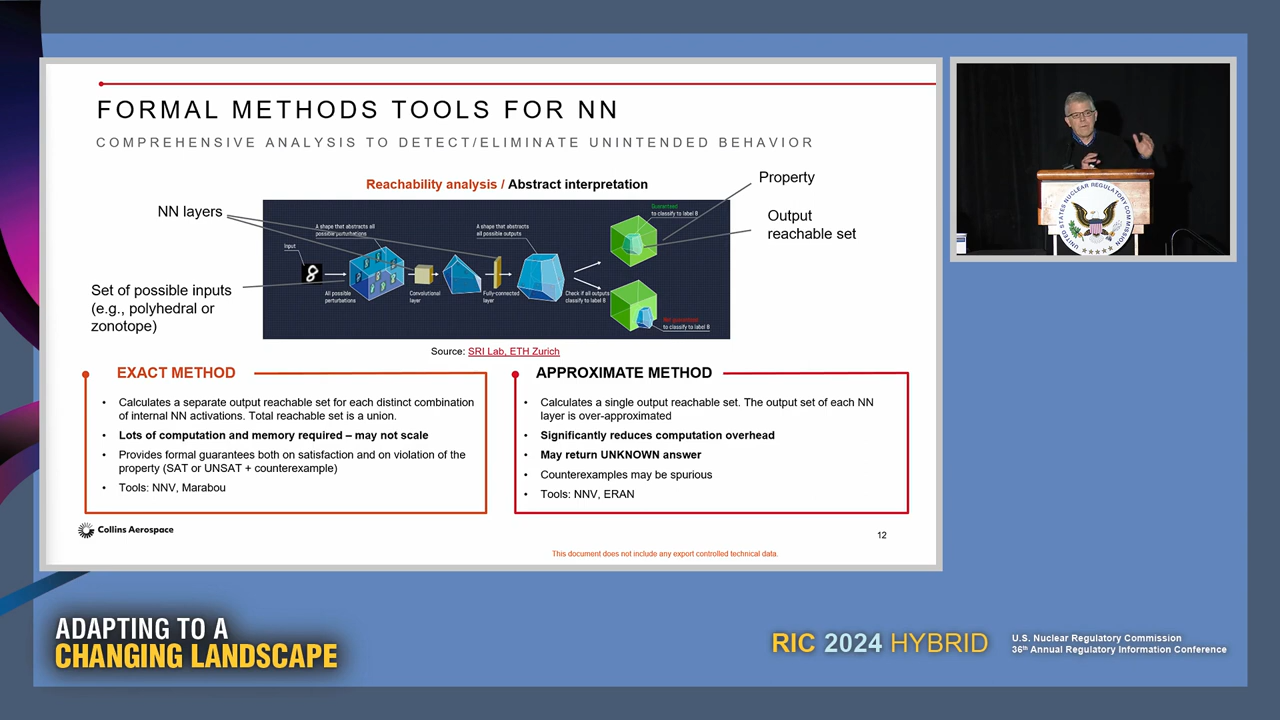 FORMAL METHODS TOOLS FOR NN
COMPREHENSIVE ANALYSIS TO DETECT/ELIMINATE UNINTENDED BEHAVIOR
Reachability analysis / Abstract interpretation
Property
Output
reachable set
NN layers
Set of possible inputs
(e.g., polyhedral or
zonotope)
Input
8
A shape that abstracts all
possible perturbations
All possible
perturbations
Convolutional
layer
A shape that abstracts
all possible outputs
Fully-connected
layer
Check if all outputs
classify to label 8
Guaranteed
to classify to label 8
Not guaranteed
to classify to label 8
Source: SRI Lab, ETH Zurich
EXACT METHOD
• Calculates a separate output reachable set for each distinct combination
of internal NN activations. Total reachable set is a union.
• Lots of computation and memory required – may not scale
• Provides formal guarantees both on satisfaction and on violation of the
property (SAT or UNSAT + counterexample)
• Tools: NNV, Marabou
APPROXIMATE METHOD
• Calculates a single output reachable set. The output set of each NN
layer is over-approximated
• Significantly reduces computation overhead
• May return UNKNOWN answer
• Counterexamples may be spurious
• Tools: NNV, ERAN
Collins Aerospace
12
This document does not include any export controlled technical data.
UNITED STATES NUCLEAR REGULATORY COMMISSION
ADAPTING TO A
CHANGING LANDSCAPE
RIC 2024 HYBRID
U.S. Nuclear Regulatory Commission
36th Annual Regulatory Information Conference